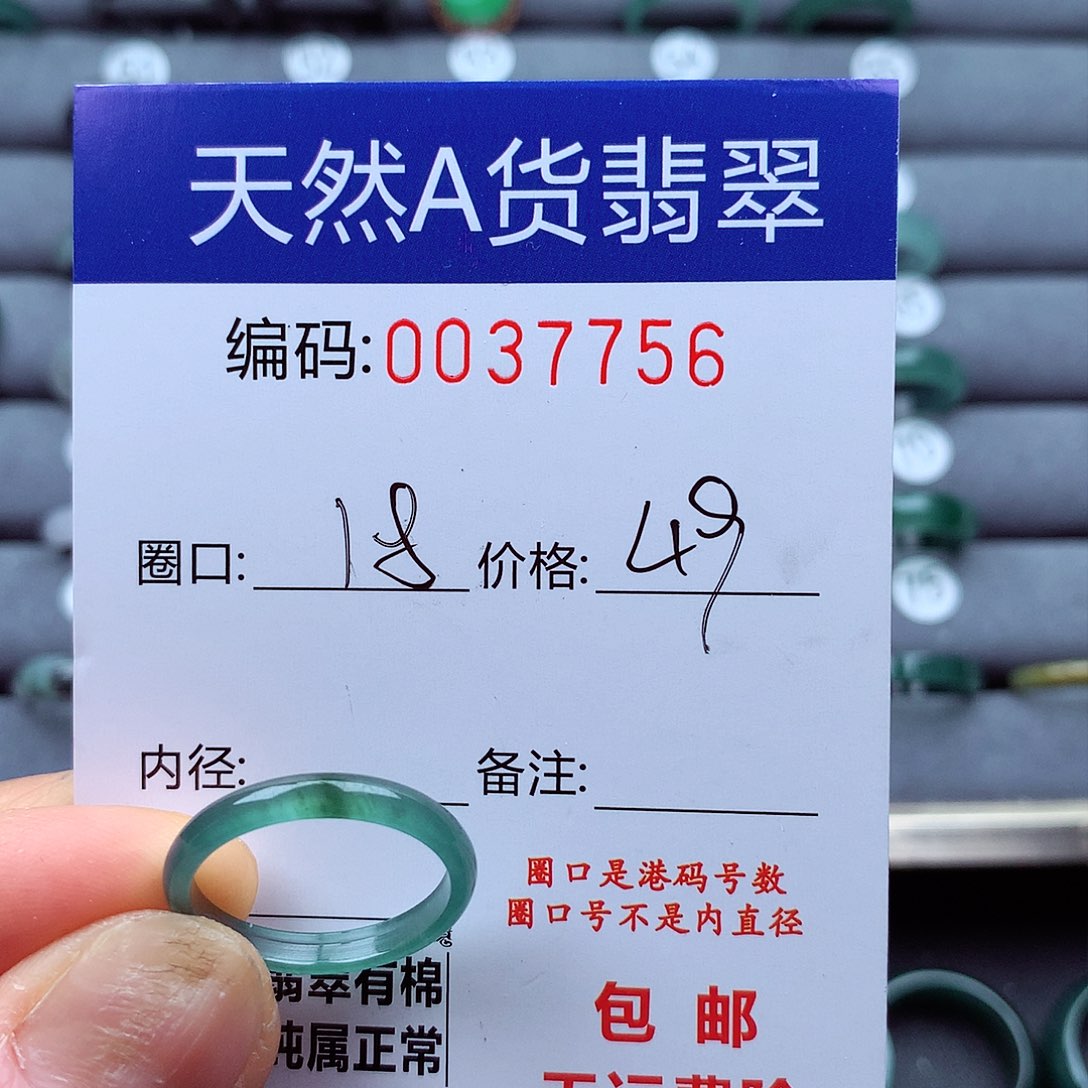 天然A货翡翠
编码:0037756
圈口: 18 价格: 49
内径: 备注:
圈口是港码号数
圈口号不是内直径
翡翠有棉
纯属正常
包邮